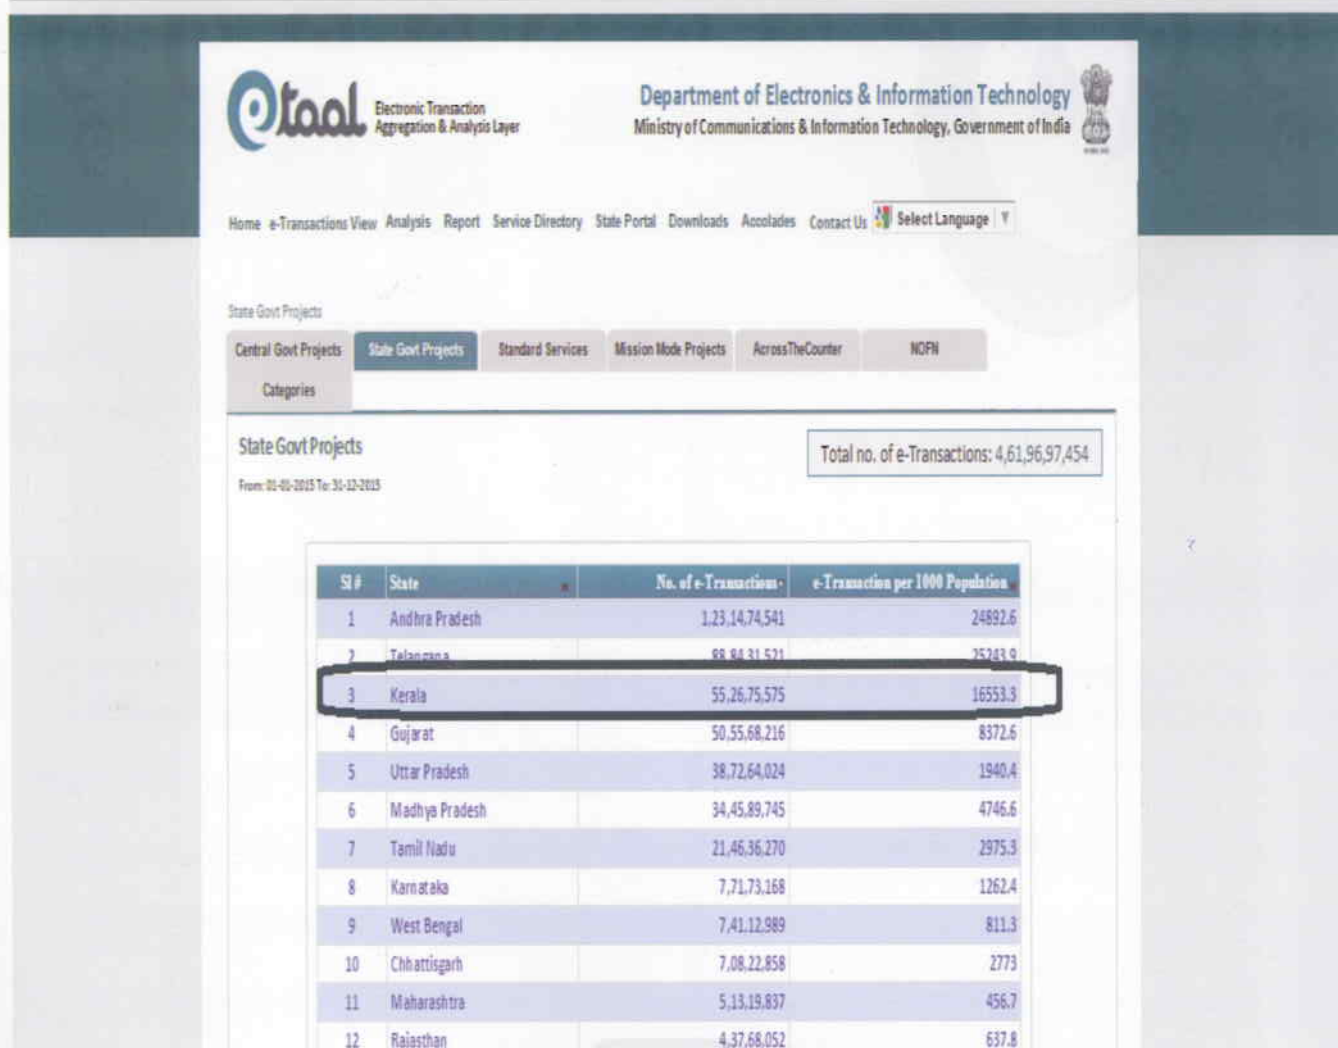 etaal Electronic Transaction
Aggregation & Analysis Layer
Department of Electronics & Information Technology
Ministry of Communications & Information Technology, Government of India
Home e-Transactions View Analysis Report Service Directory State Portal Downloads Accolades Contact Us Select Language ▼
State Govt Projects
Central Govt Projects State Govt Projects Standard Services Mission Mode Projects AcrossTheCounter NOFN
Categories
State Govt Projects
Total no. of e-Transactions: 4,61,96,97,454
From: 01-01-2015 To: 31-12-2015
Sl # State No. of e-Transactions e-Transaction per 1000 Population
1 Andhra Pradesh 1,23,14,74,541 24892.6
2 Telangana 88,84,31,521 25243.9
3 Kerala 55,26,75,575 16553.3
4 Gujarat 50,55,68,216 8372.6
5 Uttar Pradesh 38,72,64,024 1940.4
6 Madhya Pradesh 34,45,89,745 4746.6
7 Tamil Nadu 21,46,36,270 2975.3
8 Karnataka 7,71,73,168 1262.4
9 West Bengal 7,41,12,989 811.3
10 Chhattisgarh 7,08,22,858 2773
11 Maharashtra 5,13,19,837 456.7
12 Rajasthan 4,37,68,052 637.8